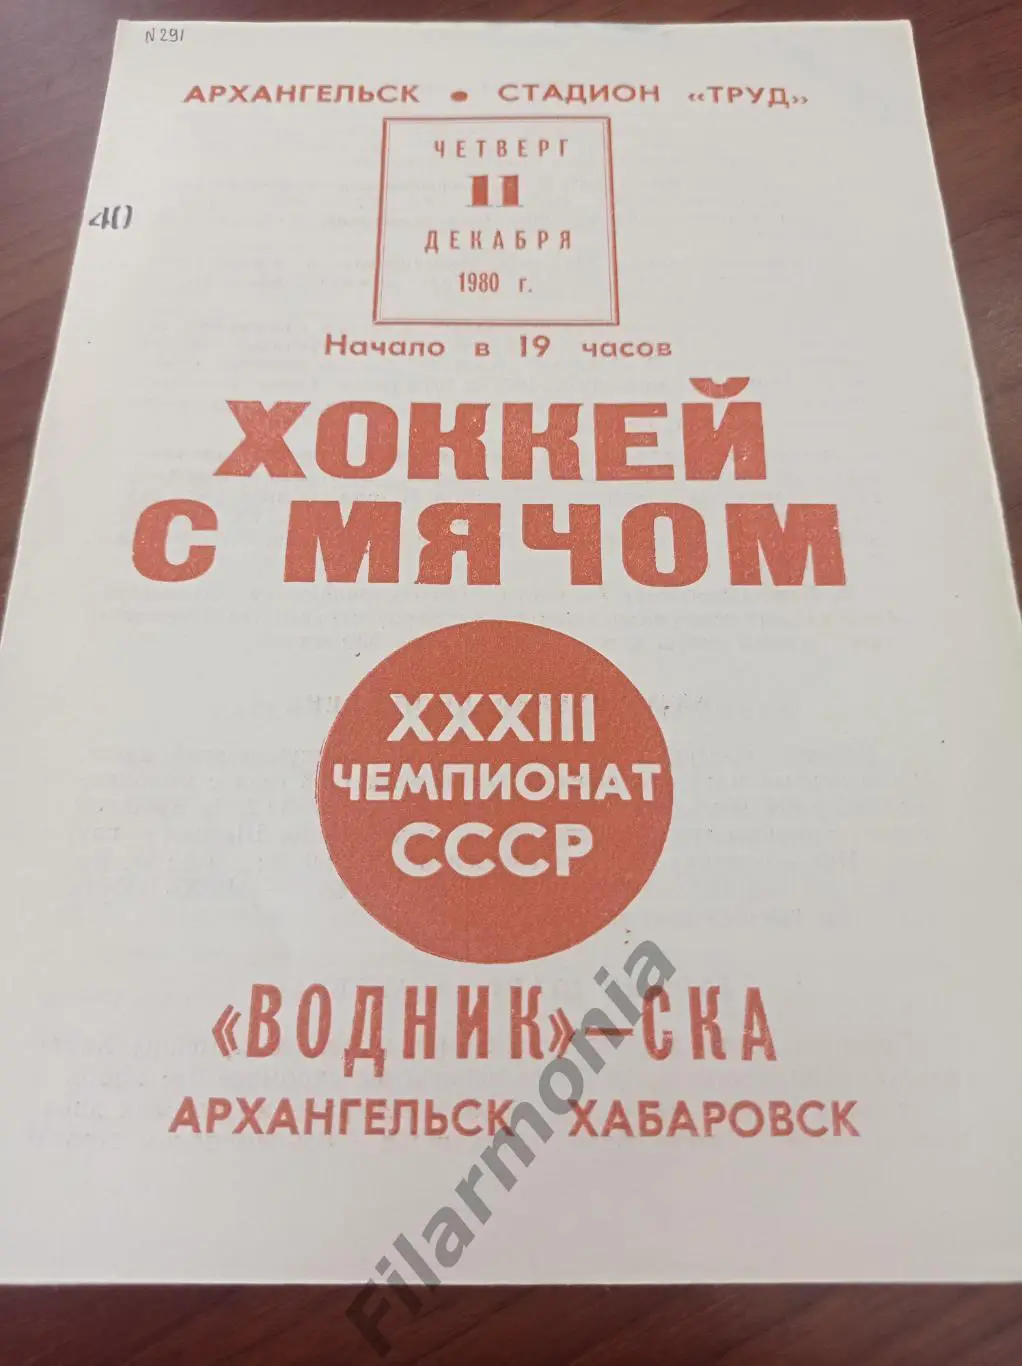 N 291
АРХАНГЕЛЬСК • СТАДИОН «ТРУД»
ЧЕТВЕРГ
11
ДЕКАБРЯ
1980 г.
40
Начало в 19 часов
ХОККЕЙ
С МЯЧОМ
XXXIII
ЧЕМПИОНАТ
СССР
«ВОДНИК»—СКА
АРХАНГЕЛЬСК ХАБАРОВСК
Filarmonia